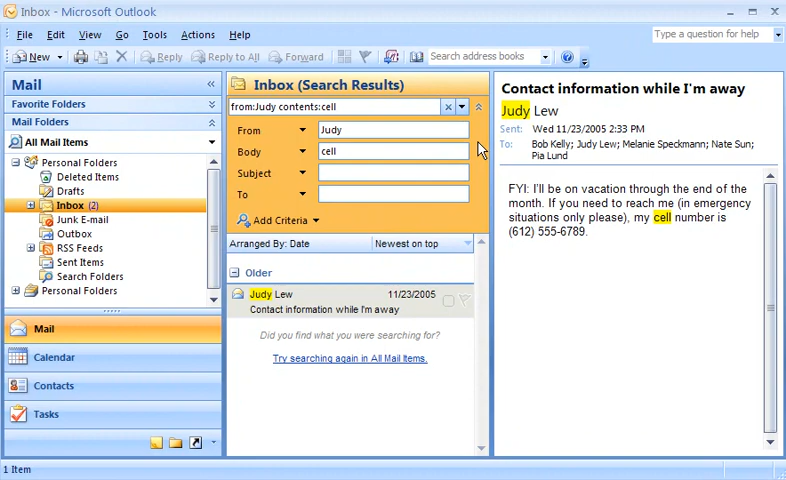 Inbox - Microsoft Outlook
File Edit View Go Tools Actions Help
Type a question for help
New Reply Reply to All Forward Search address books
Mail
Favorite Folders
Mail Folders
All Mail Items
Personal Folders
Deleted Items
Drafts
Inbox (2)
Junk E-mail
Outbox
RSS Feeds
Sent Items
Search Folders
Personal Folders
Mail
Calendar
Contacts
Tasks
Inbox (Search Results)
from:Judy contents:cell
From Judy
Body cell
Subject
To
Add Criteria
Arranged By: Date Newest on top
Older
Judy Lew 11/23/2005
Contact information while I'm away
Did you find what you were searching for?
Try searching again in All Mail Items.
Contact information while I'm away
Judy Lew
Sent: Wed 11/23/2005 2:33 PM
To: Bob Kelly; Judy Lew; Melanie Speckmann; Nate Sun;
Pia Lund
FYI: I'll be on vacation through the end of the
month. If you need to reach me (in emergency
situations only please), my cell number is
(612) 555-6789.
1 Item